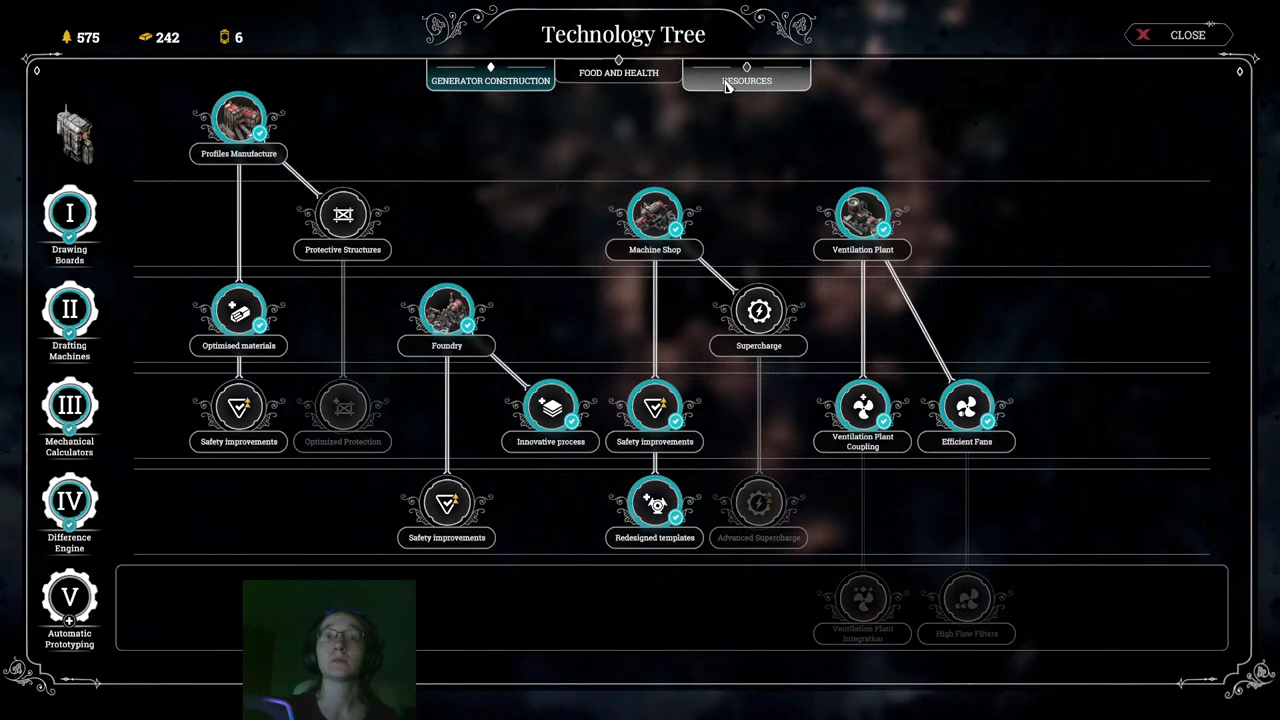 575
242
6
Technology Tree
CLOSE
GENERATOR CONSTRUCTION
FOOD AND HEALTH
RESOURCES
Profiles Manufacture
I
Drawing
Boards
Protective Structures
Machine Shop
Ventilation Plant
II
Drafting
Machines
Optimised materials
Foundry
Supercharge
III
Mechanical
Calculators
Safety improvements
Optimized Protection
Innovative process
Safety improvements
Ventilation Plant
Coupling
Efficient Fans
IV
Difference
Engine
Safety improvements
Redesigned templates
Advanced Supercharge
V
Automatic
Prototyping
Ventilation Plant
Integration
High Flow Filters